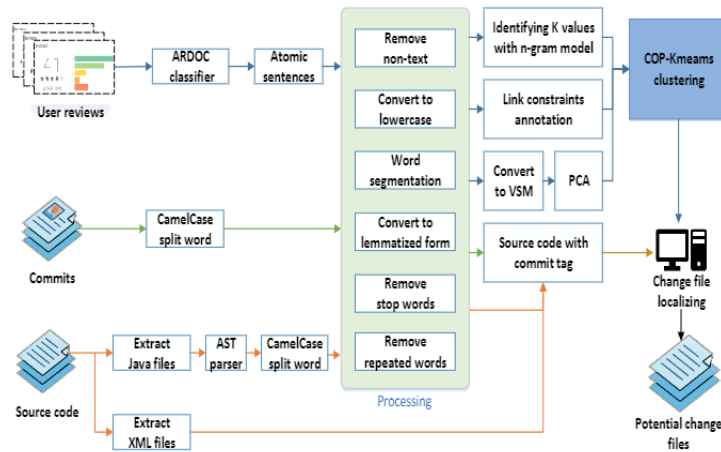 User reviews
ARDOC
classifier
Atomic
sentences
Remove
non-text
Convert to
lowercase
Word
segmentation
Convert to
lemmatized form
Remove
stop words
Remove
repeated words
Processing
Identifying K values
with n-gram model
Link constraints
annotation
Convert
to VSM
PCA
COP-Kmeams
clustering
Commits
CamelCase
split word
Source code with
commit tag
Change file
localizing
Source code
Extract
Java files
AST
parser
CamelCase
split word
Extract
XML files
Potential change
files